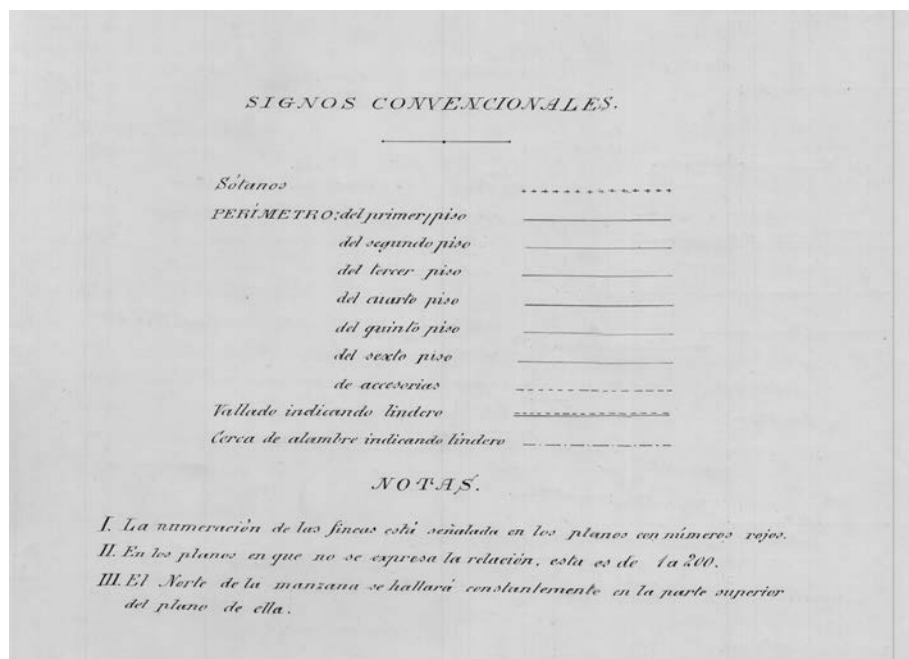 SIGNOS CONVENCIONALES.
Sótanos
PERÍMETRO: del primer piso
del segundo piso
del tercer piso
del cuarto piso
del quinto piso
del sexto piso
de accesorias
Vallado indicando lindero
Cerca de alambre indicando lindero
NOTAS.
I. La numeración de las fincas está señalada en los planos con números rojos.
II. En los planos en que no se expresa la relación, esta es de 1 a 200.
III. El Norte de la manzana se hallará constantemente en la parte superior
del plano de ella.